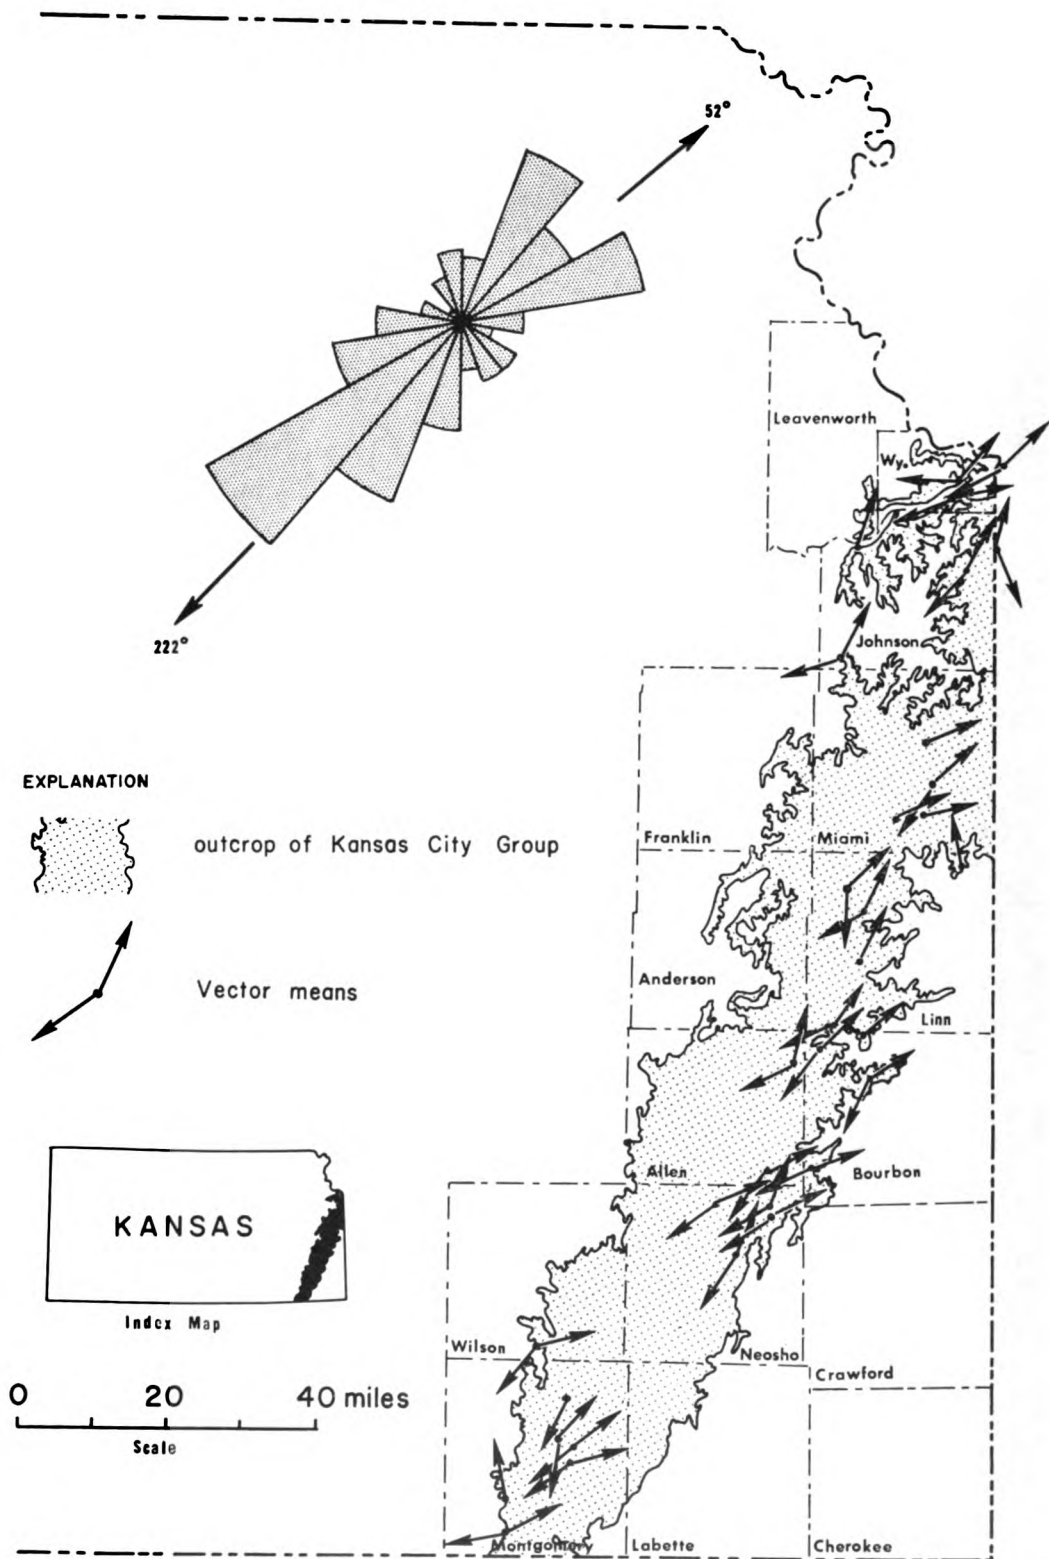 52°
222°
Leavenworth
Wy.
Johnson
EXPLANATION
outcrop of Kansas City Group
Franklin
Miami
Vector means
Anderson
Linn
KANSAS
Allen
Bourbon
Index Map
Wilson
Neosho
Crawford
0 20 40 miles
Scale
Montgomery
Labette
Cherokee